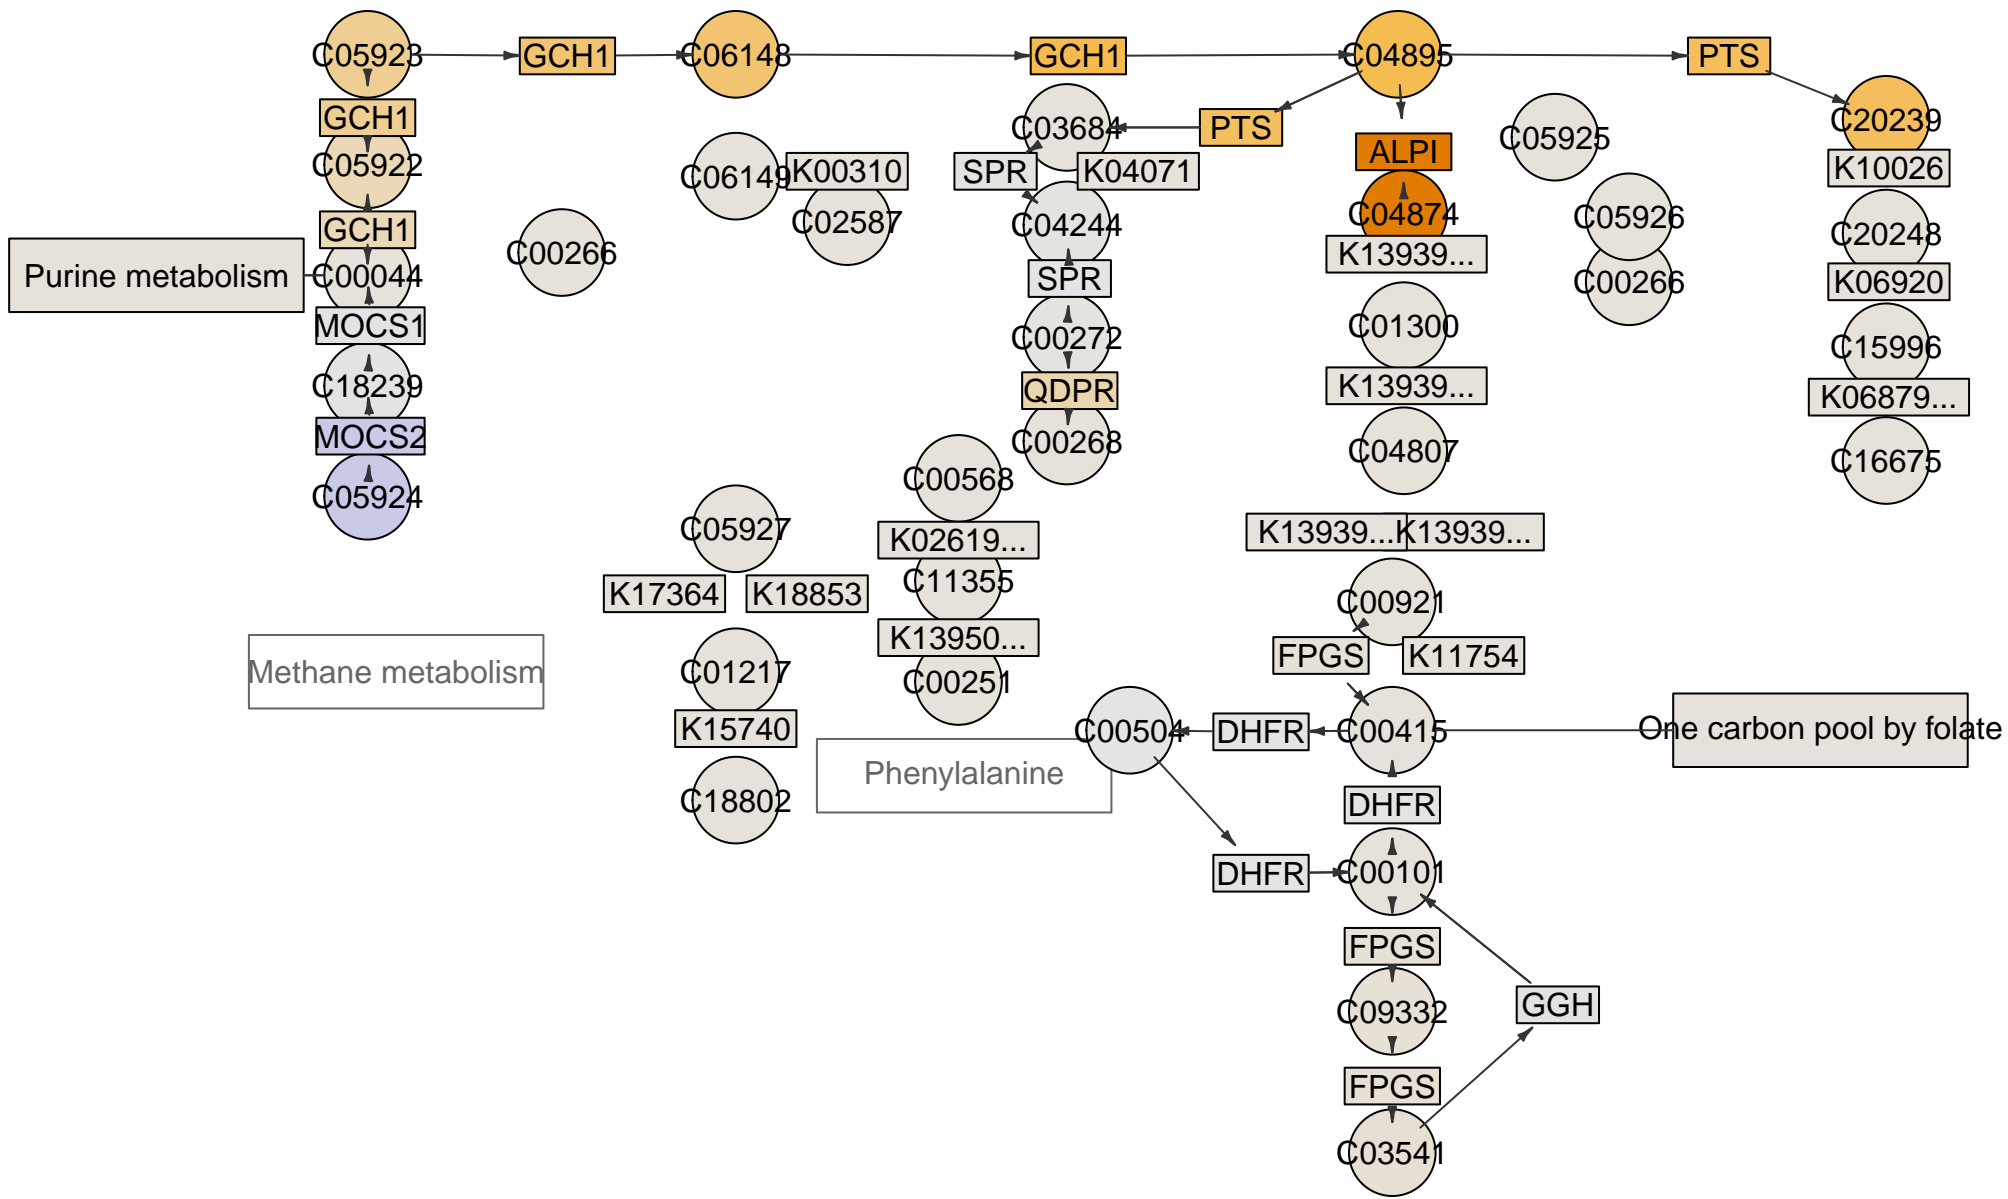 C05923
GCH1
C06148
GCH1
C04895
PTS
GCH1
C03684
PTS
ALPI
C05925
C20239
C05922
C06149
K00310
SPR
K04071
K10026
GCH1
C00266
C02587
C04244
C04874
C05926
C20248
Purine metabolism
C00044
SPR
K13939...
C00266
K06920
MOCS1
C00272
C01300
C15996
C18239
QDPR
K13939...
K06879...
MOCS2
C00268
C04807
C16675
C05924
C00568
C05927
K02619...
K13939...
K13939...
K17364
K18853
C11355
C00921
Methane metabolism
C01217
K13950...
FPGS
K11754
C00251
K15740
C00504
DHFR
C00415
One carbon pool by folate
Phenylalanine
C18802
DHFR
DHFR
C00101
FPGS
C09332
GGH
FPGS
C03541